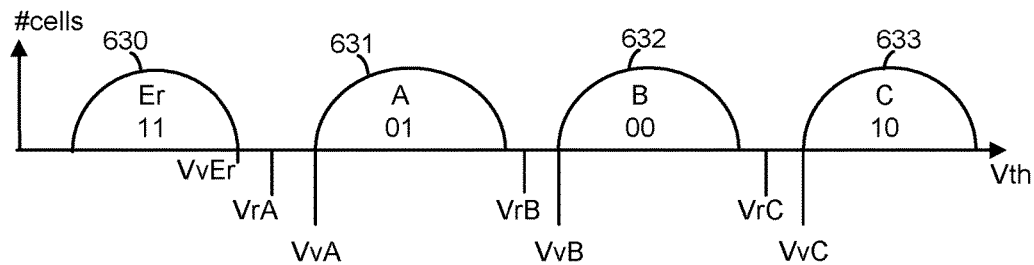 #cells
630
631
632
633
Er
A
B
C
11
01
00
10
VvEr
Vth
VrA
VrB
VrC
VvA
VvB
VvC